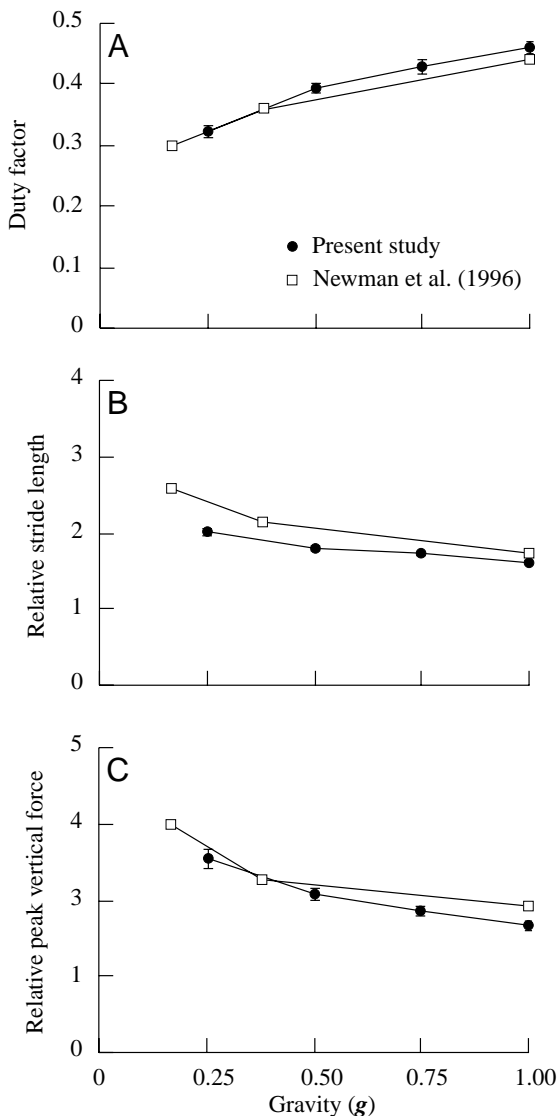 A
0.5
0.4
0.3
0.2
0.1
0
Duty factor
Present study
Newman et al. (1996)
B
4
3
2
1
0
Relative stride length
C
5
4
3
1
0
Relative peak vertical force
0 0.25 0.50 0.75 1.00
Gravity (g)